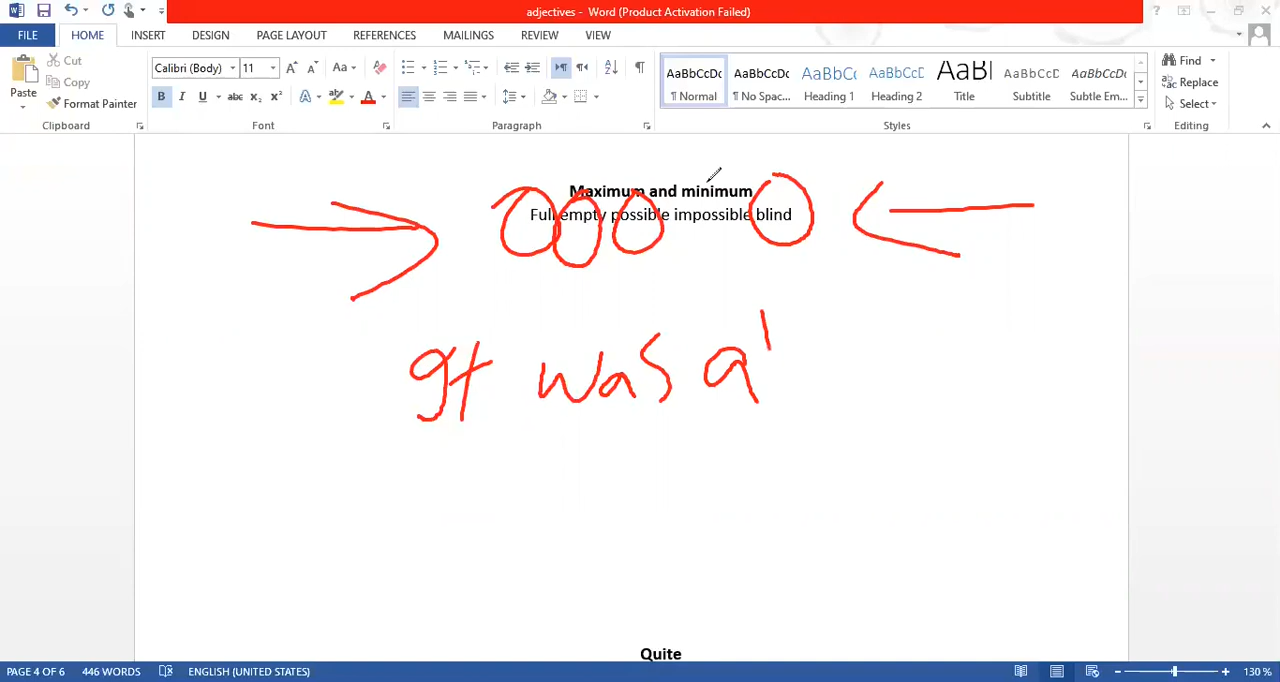 adjectives - Word (Product Activation Failed)
FILE HOME INSERT DESIGN PAGE LAYOUT REFERENCES MAILINGS REVIEW VIEW
Cut
Copy
Format Painter
Paste
Clipboard
Calibri (Body) 11
Font
Paragraph
AaBbCcDc AaBbCcDc AaBbCc AaBbCcD AaBl AaBbCcD AaBbCcDc
¶ Normal ¶ No Spac... Heading 1 Heading 2 Title Subtitle Subtle Em...
Styles
Find
Replace
Select
Editing
Maximum and minimum
Full empty possible impossible blind
It was a
Quite
PAGE 4 OF 6 446 WORDS ENGLISH (UNITED STATES) 130 %